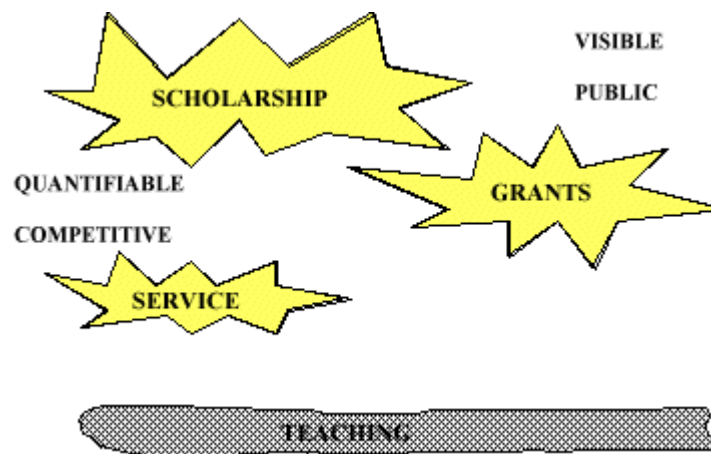 VISIBLE
SCHOLARSHIP
PUBLIC
QUANTIFIABLE
GRANTS
COMPETITIVE
SERVICE
TEACHING